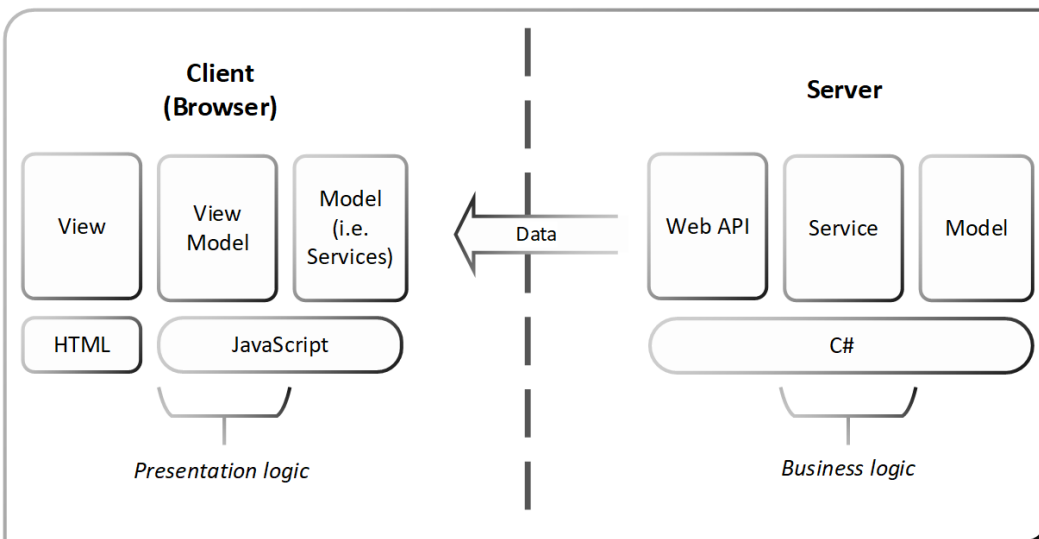 Client
(Browser)
Server
View
View
Model
Model
(i.e.
Services)
Data
Web API
Service
Model
HTML
JavaScript
C#
Presentation logic
Business logic